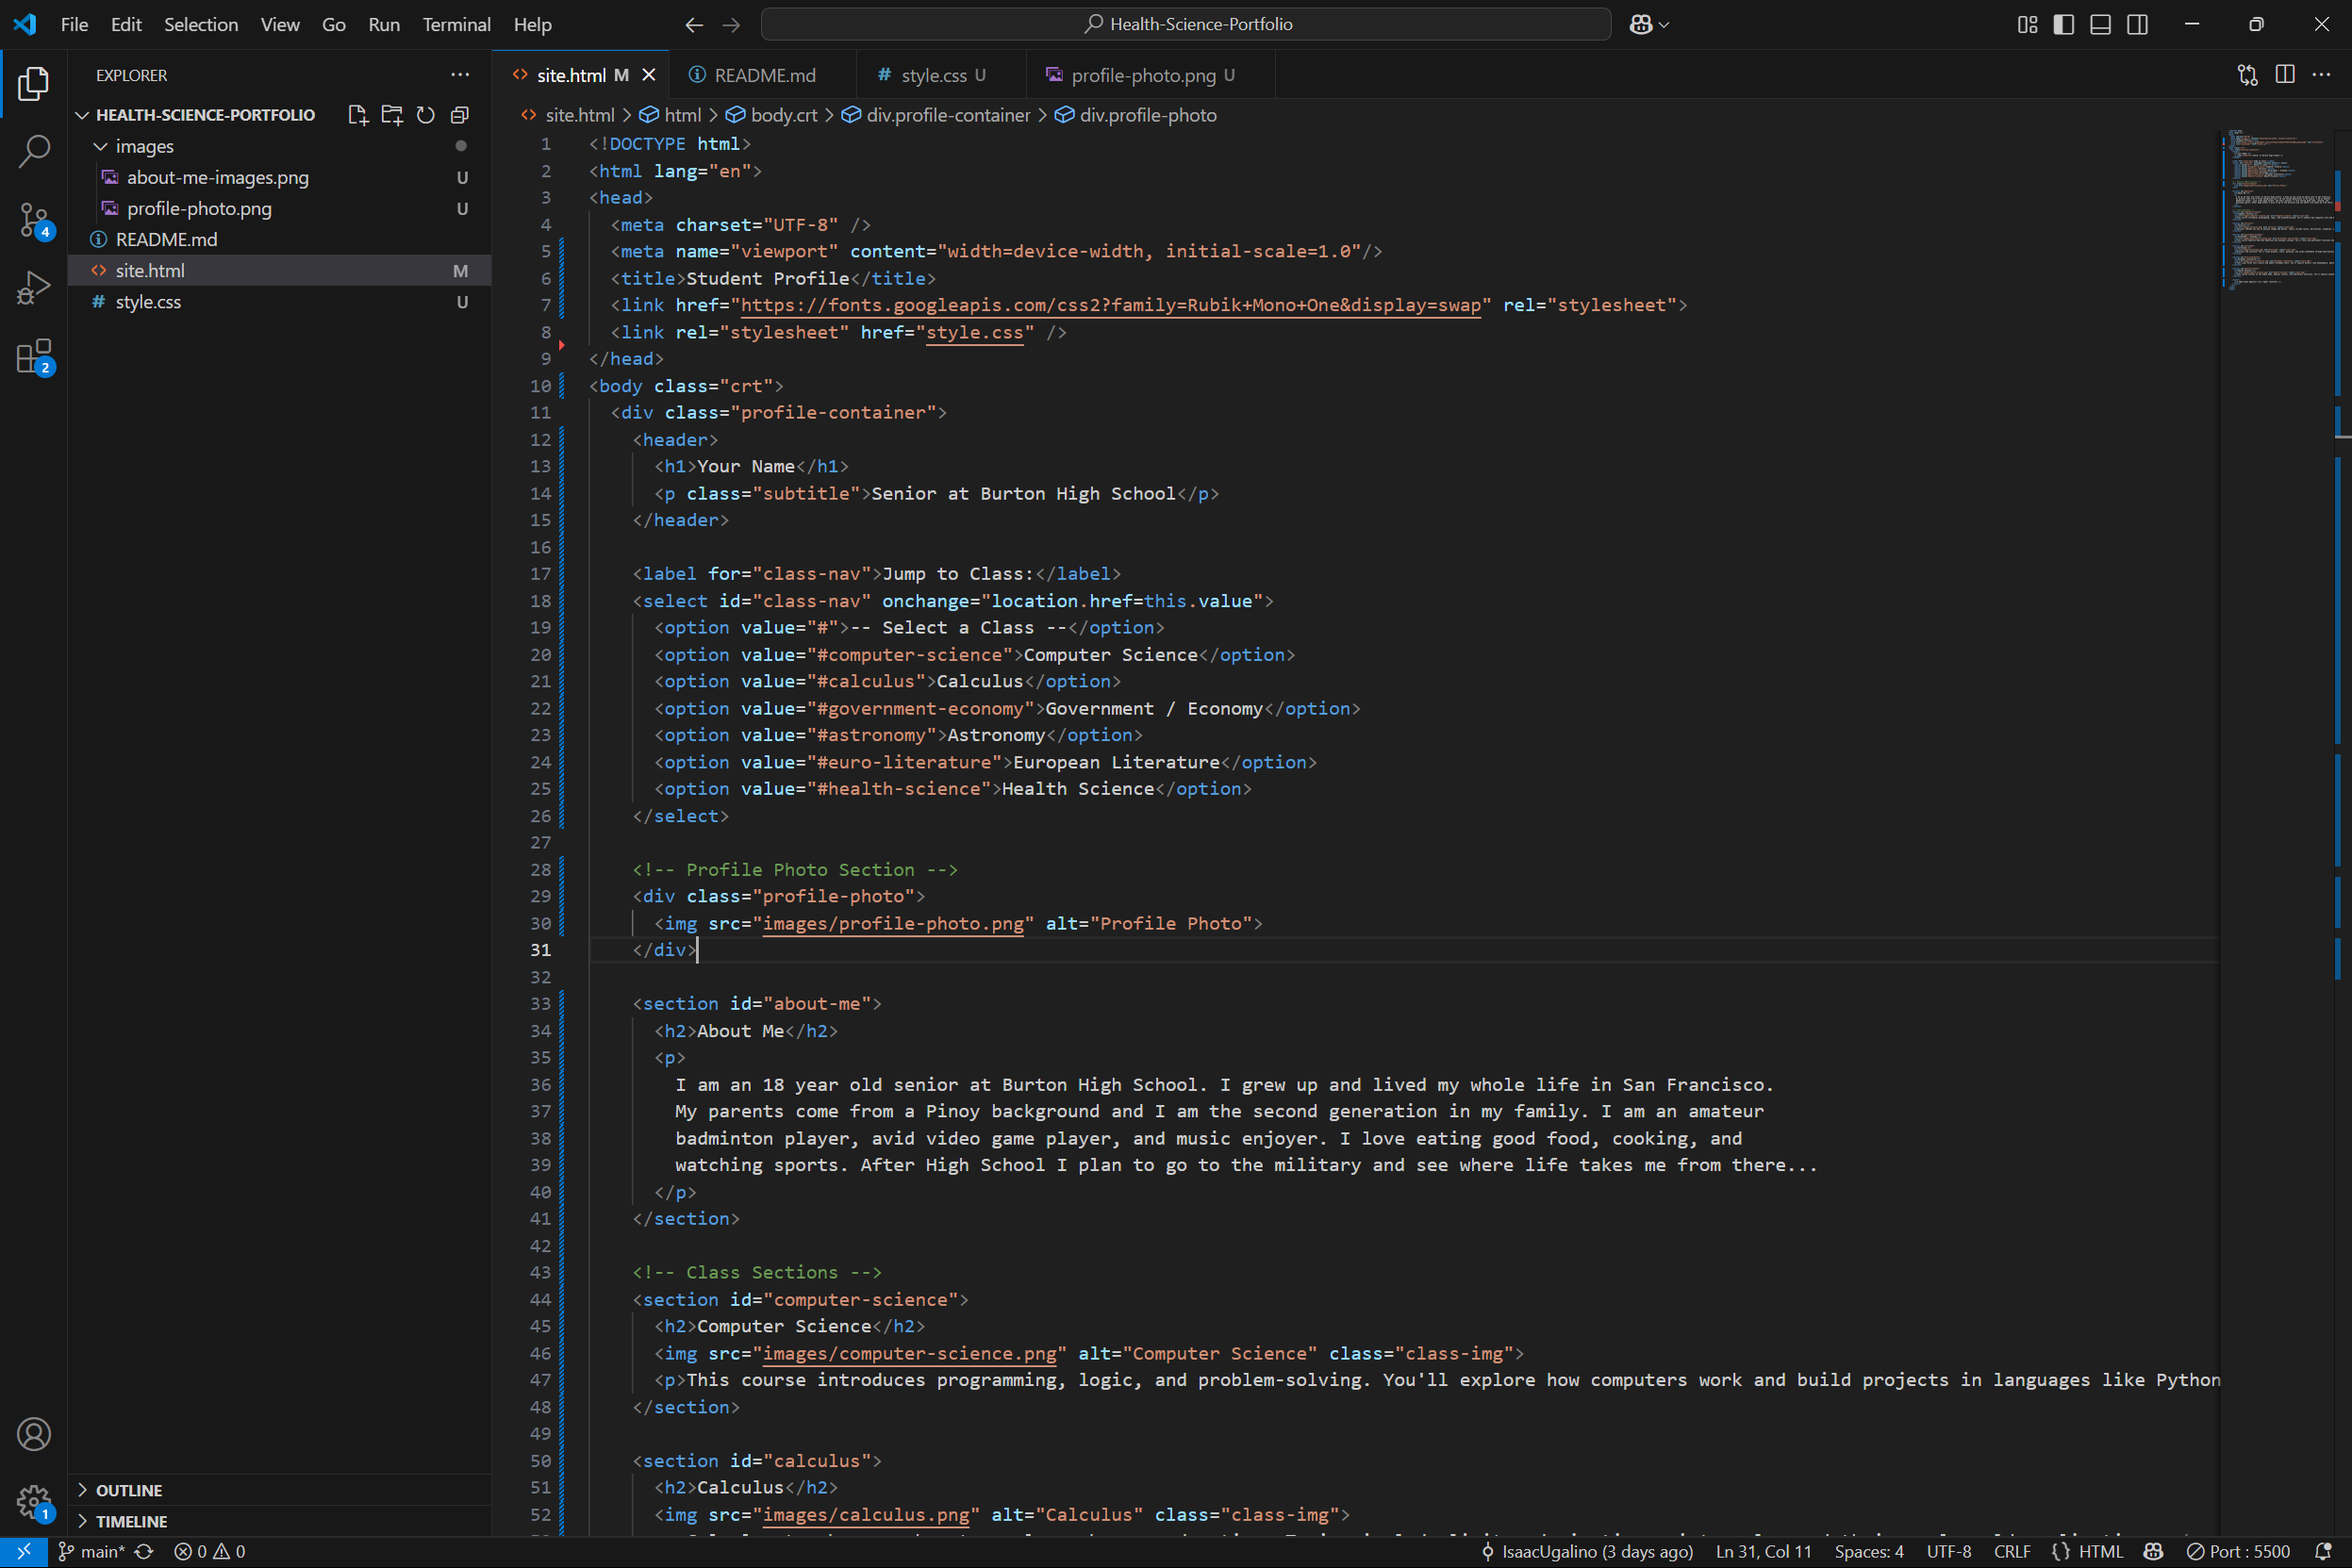 File Edit Selection View Go Run Terminal Help
Health-Science-Portfolio
EXPLORER
HEALTH-SCIENCE-PORTFOLIO
images
about-me-images.png U
profile-photo.png U
README.md
site.html M
style.css U
4
2
1
OUTLINE
TIMELINE
site.html M README.md style.css U profile-photo.png U
site.html > html > body.crt > div.profile-container > div.profile-photo
1 <!DOCTYPE html>
2 <html lang="en">
3 <head>
4 <meta charset="UTF-8" />
5 <meta name="viewport" content="width=device-width, initial-scale=1.0"/>
6 <title>Student Profile</title>
7 <link href="https://fonts.googleapis.com/css2?family=Rubik+Mono+One&display=swap" rel="stylesheet">
8 <link rel="stylesheet" href="style.css" />
9 </head>
10 <body class="crt">
11 <div class="profile-container">
12 <header>
13 <h1>Your Name</h1>
14 <p class="subtitle">Senior at Burton High School</p>
15 </header>
16
17 <label for="class-nav">Jump to Class:</label>
18 <select id="class-nav" onchange="location.href=this.value">
19 <option value="#">-- Select a Class --</option>
20 <option value="#computer-science">Computer Science</option>
21 <option value="#calculus">Calculus</option>
22 <option value="#government-economy">Government / Economy</option>
23 <option value="#astronomy">Astronomy</option>
24 <option value="#euro-literature">European Literature</option>
25 <option value="#health-science">Health Science</option>
26 </select>
27
28 <!-- Profile Photo Section -->
29 <div class="profile-photo">
30 <img src="images/profile-photo.png" alt="Profile Photo">
31 </div>
32
33 <section id="about-me">
34 <h2>About Me</h2>
35 <p>
36 I am an 18 year old senior at Burton High School. I grew up and lived my whole life in San Francisco.
37 My parents come from a Pinoy background and I am the second generation in my family. I am an amateur
38 badminton player, avid video game player, and music enjoyer. I love eating good food, cooking, and
39 watching sports. After High School I plan to go to the military and see where life takes me from there...
40 </p>
41 </section>
42
43 <!-- Class Sections -->
44 <section id="computer-science">
45 <h2>Computer Science</h2>
46 <img src="images/computer-science.png" alt="Computer Science" class="class-img">
47 <p>This course introduces programming, logic, and problem-solving. You'll explore how computers work and build projects in languages like Python
48 </section>
49
50 <section id="calculus">
51 <h2>Calculus</h2>
52 <img src="images/calculus.png" alt="Calculus" class="class-img">
main* 0 0 IsaacUgalino (3 days ago) Ln 31, Col 11 Spaces: 4 UTF-8 CRLF {} HTML Port : 5500